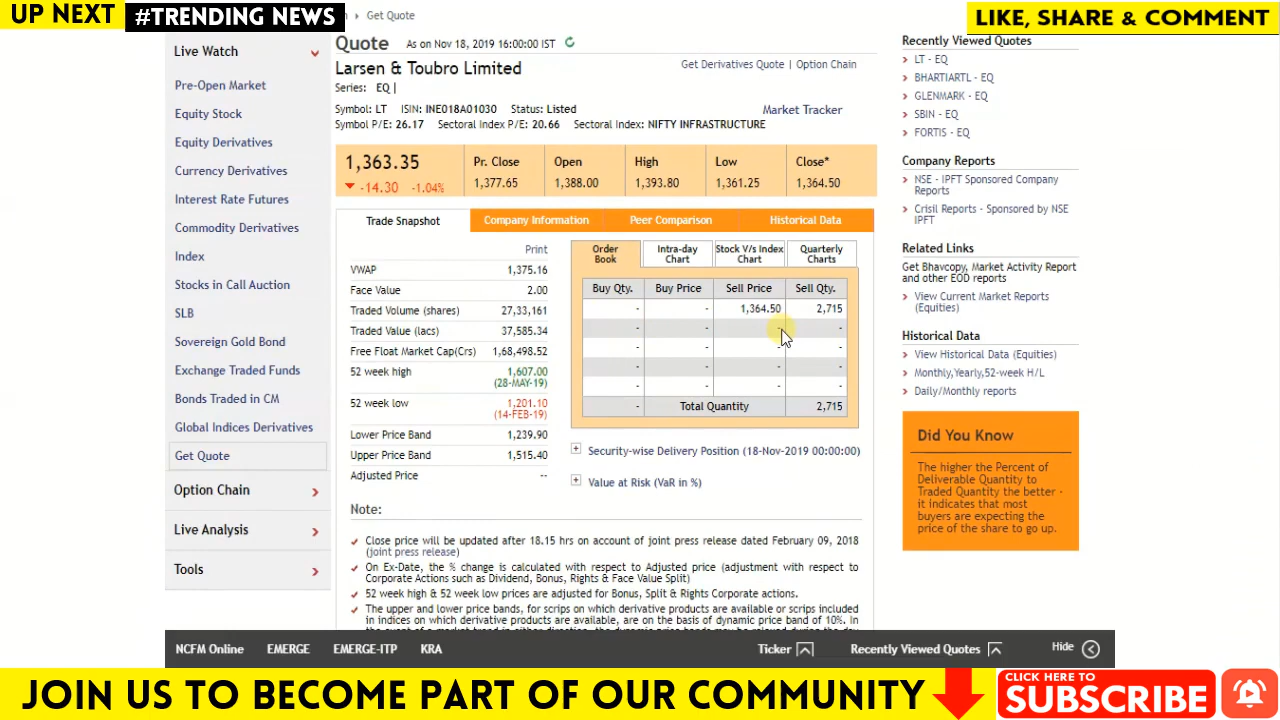 UP NEXT
#TRENDING NEWS
LIKE, SHARE & COMMENT
Get Quote
Live Watch
Pre-Open Market
Equity Stock
Equity Derivatives
Currency Derivatives
Interest Rate Futures
Commodity Derivatives
Index
Stocks in Call Auction
SLB
Sovereign Gold Bond
Exchange Traded Funds
Bonds Traded in CM
Global Indices Derivatives
Get Quote
Option Chain
Live Analysis
Tools
Quote As on Nov 18, 2019 16:00:00 IST
Larsen & Toubro Limited
Get Derivatives Quote | Option Chain
Series: EQ |
Symbol: LT ISIN: INE018A01030 Status: Listed
Market Tracker
Symbol P/E: 26.17 Sectoral Index P/E: 20.66 Sectoral Index: NIFTY INFRASTRUCTURE
1,363.35 Pr. Close Open High Low Close*
-14.30 -1.04% 1,377.65 1,388.00 1,393.80 1,361.25 1,364.50
Trade Snapshot Company Information Peer Comparison Historical Data
Print
VWAP 1,375.16
Face Value 2.00
Traded Volume (shares) 27,33,161
Traded Value (lacs) 37,585.34
Free Float Market Cap(Crs) 1,68,498.52
52 week high 1,607.00
(28-MAY-19)
52 week low 1,201.10
(14-FEB-19)
Lower Price Band 1,239.90
Upper Price Band 1,515.40
Adjusted Price --
Order Book
Intra-day Chart
Stock V/s Index Chart
Quarterly Charts
Buy Qty. Buy Price Sell Price Sell Qty.
- - 1,364.50 2,715
- - - -
- - - -
- - - -
- - - -
- Total Quantity 2,715
Security-wise Delivery Position (18-Nov-2019 00:00:00)
Value at Risk (VaR in %)
Note:
Close price will be updated after 18.15 hrs on account of joint press release dated February 09, 2018
(joint press release)
On Ex-Date, the % change is calculated with respect to Adjusted price (adjustment with respect to
Corporate Actions such as Dividend, Bonus, Rights & Face Value Split)
52 week high & 52 week low prices are adjusted for Bonus, Split & Rights Corporate actions.
The upper and lower price bands, for scrips on which derivative products are available or scrips included
in indices on which derivative products are available, are on the basis of dynamic price band of 10%. In
Recently Viewed Quotes
LT - EQ
BHARTIARTL - EQ
GLENMARK - EQ
SBIN - EQ
FORTIS - EQ
Company Reports
NSE - IPFT Sponsored Company
Reports
Crisil Reports - Sponsored by NSE
IPFT
Related Links
Get Bhavcopy, Market Activity Report
and other EOD reports
View Current Market Reports
(Equities)
Historical Data
View Historical Data (Equities)
Monthly,Yearly,52-week H/L
Daily/Monthly reports
Did You Know
The higher the Percent of
Deliverable Quantity to
Traded Quantity the better -
it indicates that most
buyers are expecting the
price of the share to go up.
NCFM Online EMERGE EMERGE-ITP KRA Ticker Recently Viewed Quotes Hide
JOIN US TO BECOME PART OF OUR COMMUNITY
CLICK HERE TO
SUBSCRIBE